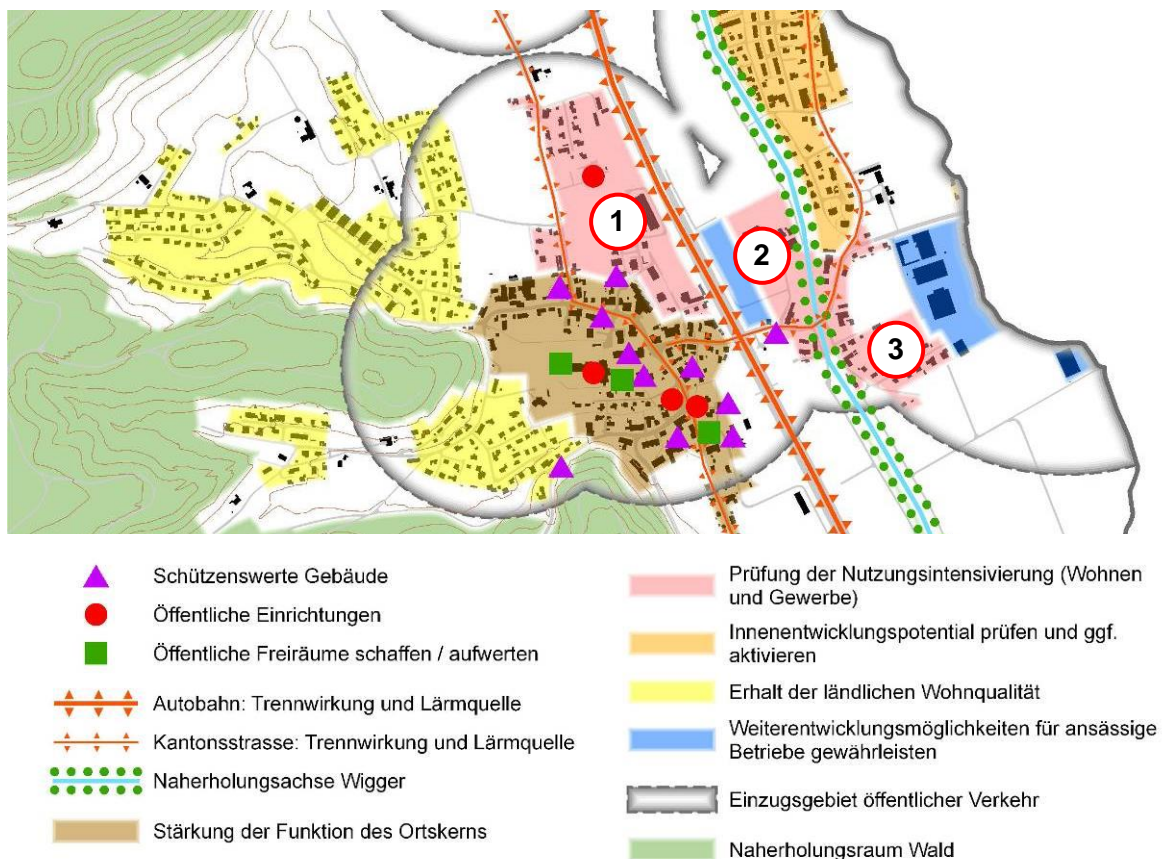 1
2
3
Schützenswerte Gebäude
Öffentliche Einrichtungen
Öffentliche Freiräume schaffen / aufwerten
Autobahn: Trennwirkung und Lärmquelle
Kantonsstrasse: Trennwirkung und Lärmquelle
Naherholungsachse Wigger
Stärkung der Funktion des Ortskerns
Prüfung der Nutzungsintensivierung (Wohnen
und Gewerbe)
Innenentwicklungspotential prüfen und ggf.
aktivieren
Erhalt der ländlichen Wohnqualität
Weiterentwicklungsmöglichkeiten für ansässige
Betriebe gewährleisten
Einzugsgebiet öffentlicher Verkehr
Naherholungsraum Wald